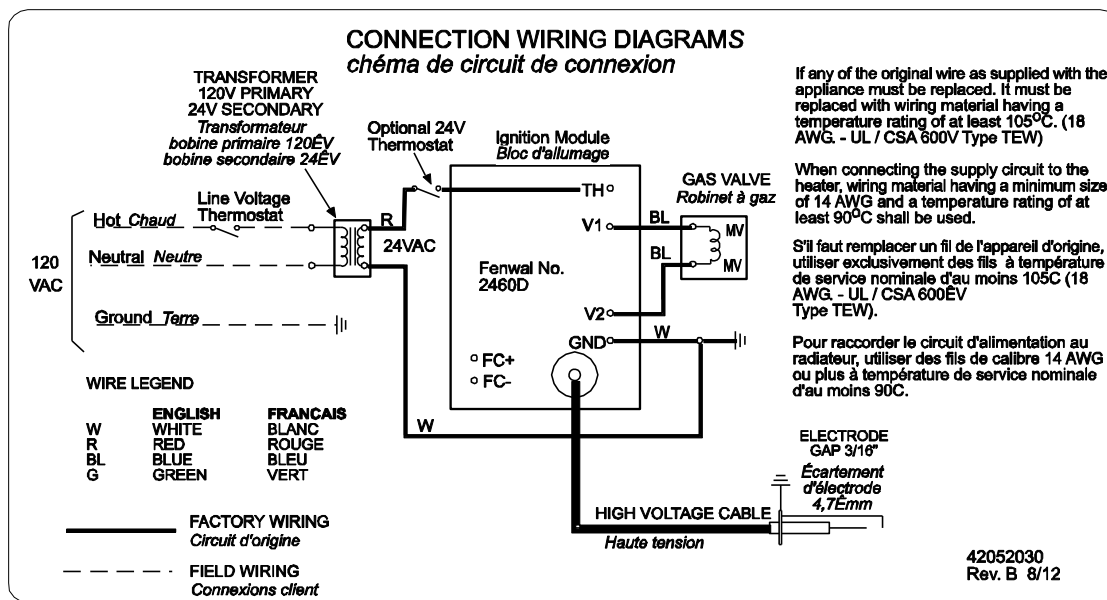 CONNECTION WIRING DIAGRAMS
chéma de circuit de connexion
TRANSFORMER
120V PRIMARY
24V SECONDARY
Transformateur
bobine primaire 120ÊV
bobine secondaire 24ÊV
Optional 24V
Thermostat
Ignition Module
Bloc d'allumage
TH
V1
V2
GND
FC+
FC-
Fenwal No.
2460D
GAS VALVE
Robinet à gaz
BL
BL
MV
MV
W
W
R
24VAC
Line Voltage
Thermostat
120
VAC
Hot Chaud
Neutral Neutre
Ground Terre
WIRE LEGEND
ENGLISH FRANCAIS
W WHITE BLANC
R RED ROUGE
BL BLUE BLEU
G GREEN VERT
FACTORY WIRING
Circuit d'origine
FIELD WIRING
Connexions client
HIGH VOLTAGE CABLE
Haute tension
ELECTRODE
GAP 3/16"
Écartement
d'électrode
4,7Êmm
If any of the original wire as supplied with the
appliance must be replaced. It must be
replaced with wiring material having a
temperature rating of at least 105ºC. (18
AWG. - UL / CSA 600V Type TEW)
When connecting the supply circuit to the
heater, wiring material having a minimum size
of 14 AWG and a temperature rating of at
least 90ºC shall be used.
S'il faut remplacer un fil de l'appareil d'origine,
utiliser exclusivement des fils à température
de service nominale d'au moins 105C (18
AWG. - UL / CSA 600ÊV
Type TEW).
Pour raccorder le circuit d'alimentation au
radiateur, utiliser des fils de calibre 14 AWG
ou plus à température de service nominale
d'au moins 90C.
42052030
Rev. B 8/12